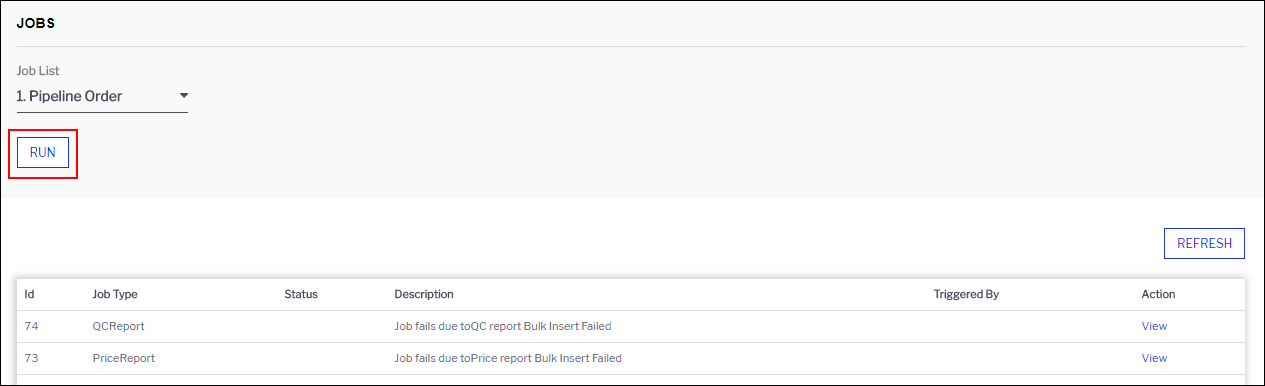 JOBS
Job List
1. Pipeline Order
RUN
REFRESH
Id Job Type Status Description Triggered By Action
74 QCReport Job fails due toQC report Bulk Insert Failed View
73 PriceReport Job fails due toPrice report Bulk Insert Failed View